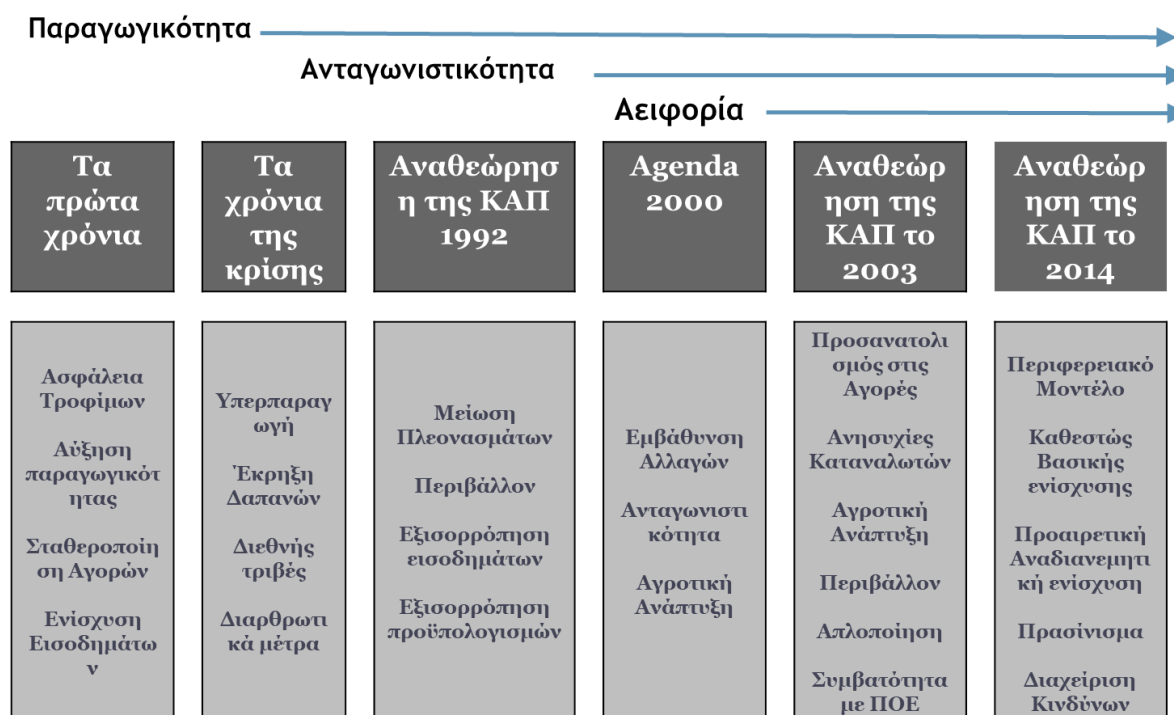 Παραγωγικότητα
Ανταγωνιστικότητα
Αειφορία
Τα
πρώτα
χρόνια
Τα
χρόνια
της
κρίσης
Αναθεώρησ
η της ΚΑΠ
1992
Agenda
2000
Αναθεώρ
ηση της
ΚΑΠ το
2003
Αναθεώρ
ηση της
ΚΑΠ το
2014
Ασφάλεια
Τροφίμων
Αύξηση
παραγωγικότ
ητας
Σταθεροποίη
ση Αγορών
Ενίσχυση
Εισοδημάτω
ν
Υπερπαραγ
ωγή
Έκρηξη
Δαπανών
Διεθνής
τριβές
Διαρθρωτι
κά μέτρα
Μείωση
Πλεονασμάτων
Περιβάλλον
Εξισορρόπηση
εισοδημάτων
Εξισορρόπηση
προϋπολογισμών
Εμβάθυνση
Αλλαγών
Ανταγωνιστι
κότητα
Αγροτική
Ανάπτυξη
Προσανατολι
σμός στις
Αγορές
Ανησυχίες
Καταναλωτών
Αγροτική
Ανάπτυξη
Περιβάλλον
Απλοποίηση
Συμβατότητα
με ΠΟΕ
Περιφερειακό
Μοντέλο
Καθεστώς
Βασικής
ενίσχυσης
Προαιρετική
Αναδιανεμητι
κή ενίσχυση
Πρασίνισμα
Διαχείριση
Κινδύνων